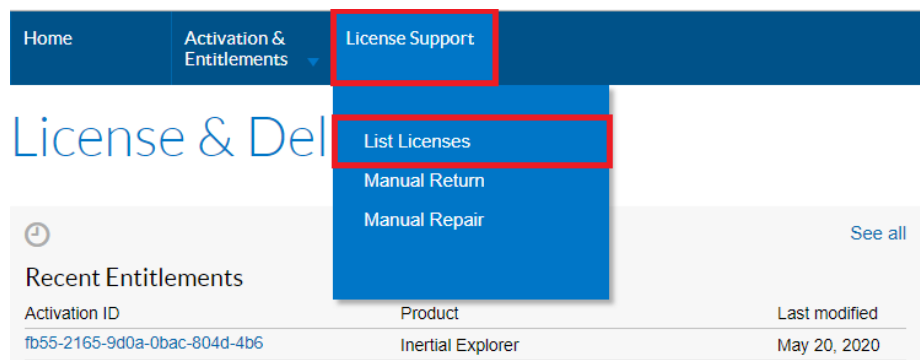 Home
Activation &
Entitlements
License Support
License & Del
List Licenses
Manual Return
Manual Repair
See all
Recent Entitlements
Activation ID Product Last modified
fb55-2165-9d0a-0bac-804d-4b6 Inertial Explorer May 20, 2020